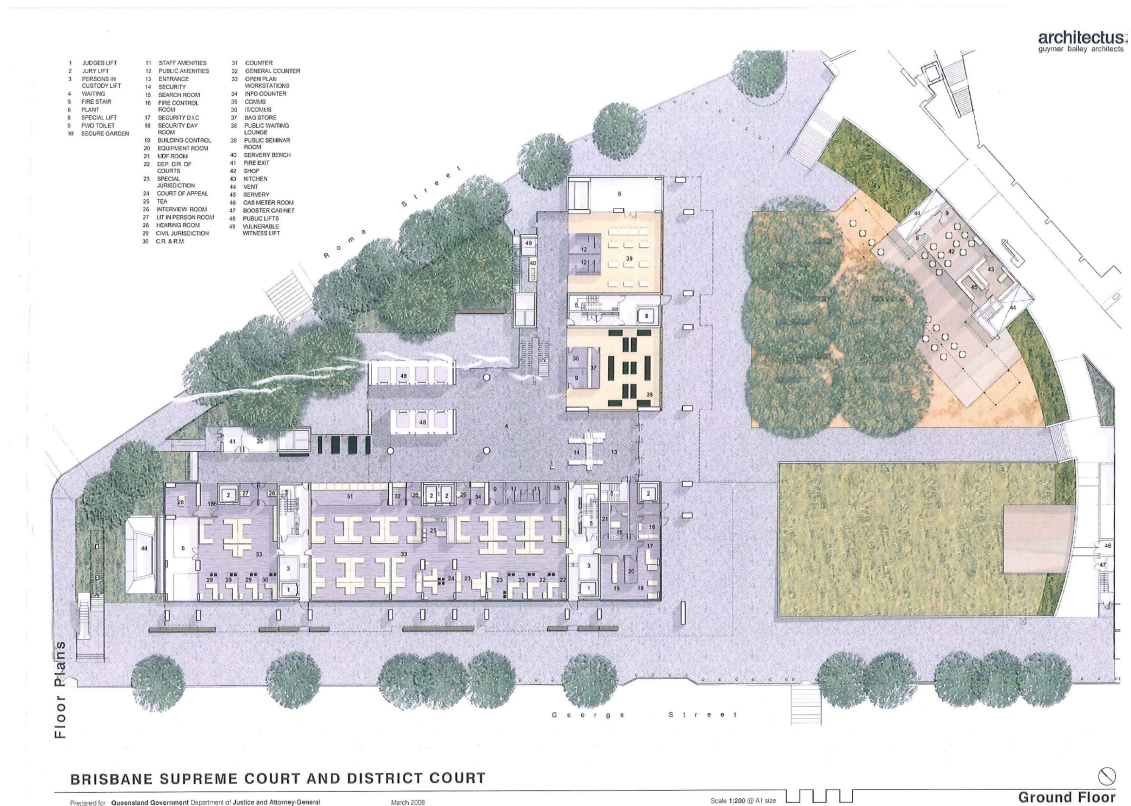 architectus
guymer bailey architects
1 JUDGES LIFT
2 JURY LIFT
3 PERSONS IN
CUSTODY LIFT
4 WAITING
5 FIRE STAIR
6 PLANT
8 SPECIAL LIFT
9 PWD TOILET
10 SECURE GARDEN
11 STAFF AMENITIES
12 PUBLIC AMENITIES
13 ENTRANCE
14 SECURITY
15 SEARCH ROOM
16 FIRE CONTROL
ROOM
17 SECURITY D.I.C
18 SECURITY DAY
ROOM
19 BUILDING CONTROL
20 EQUIPMENT ROOM
21 MDF ROOM
22 DEP. DIR. OF
COURTS
23 SPECIAL
JURISDICTION
24 COURT OF APPEAL
25 TEA
26 INTERVIEW ROOM
27 LIT IN PERSON ROOM
28 HEARING ROOM
29 CIVIL JURISDICTION
30 C.R. & R.M.
31 COUNTER
32 GENERAL COUNTER
33 OPEN PLAN
WORKSTATIONS
34 INFO COUNTER
35 COMMS
36 IT/COMMS
37 BAG STORE
38 PUBLIC WAITING
LOUNGE
39 PUBLIC SEMINAR
ROOM
40 SERVERY BENCH
41 FIRE EXIT
42 SHOP
43 KITCHEN
44 VENT
45 SERVERY
46 GAS METER ROOM
47 BOOSTER CABINET
48 PUBLIC LIFTS
49 VULNERABLE
WITNESS LIFT
Roma Street
George Street
Floor Plans
BRISBANE SUPREME COURT AND DISTRICT COURT
Prepared for Queensland Government Department of Justice and Attorney-General
March 2008
Scale 1:200 @ A1 size
Ground Floor